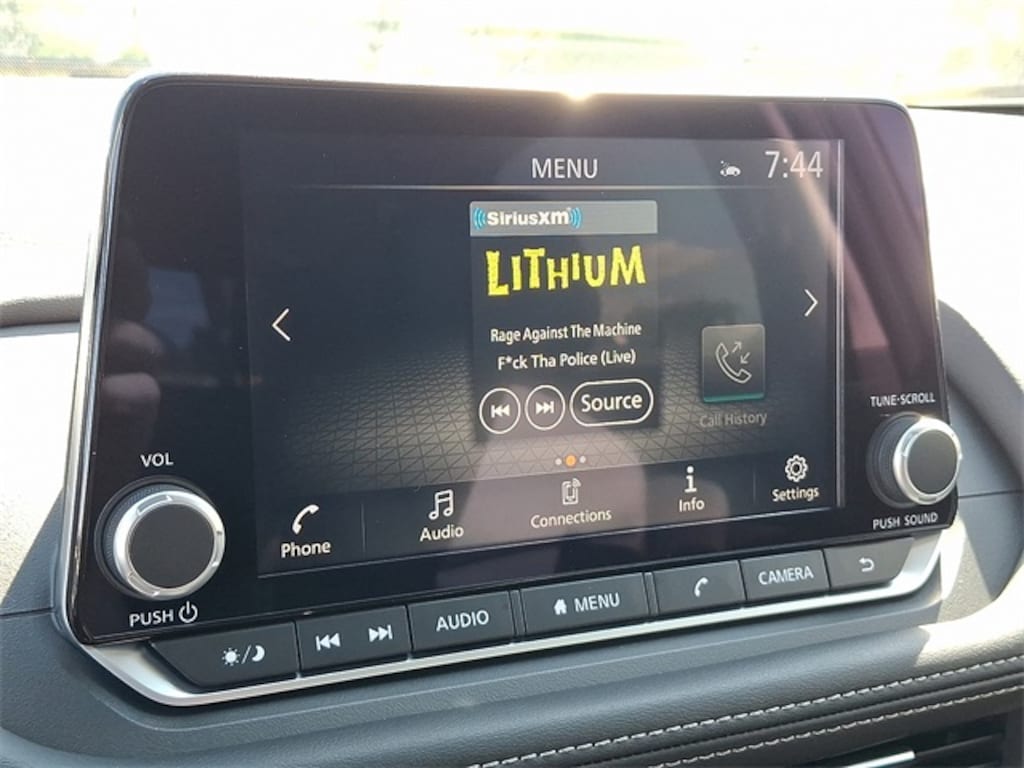 MENU
7:44
SiriusXm
LiTHiUM
Rage Against The Machine
F*ck Tha Police (Live)
Source
Call History
Phone
Audio
Connections
Info
Settings
VOL
PUSH
TUNE·SCROLL
PUSH SOUND
AUDIO
MENU
CAMERA